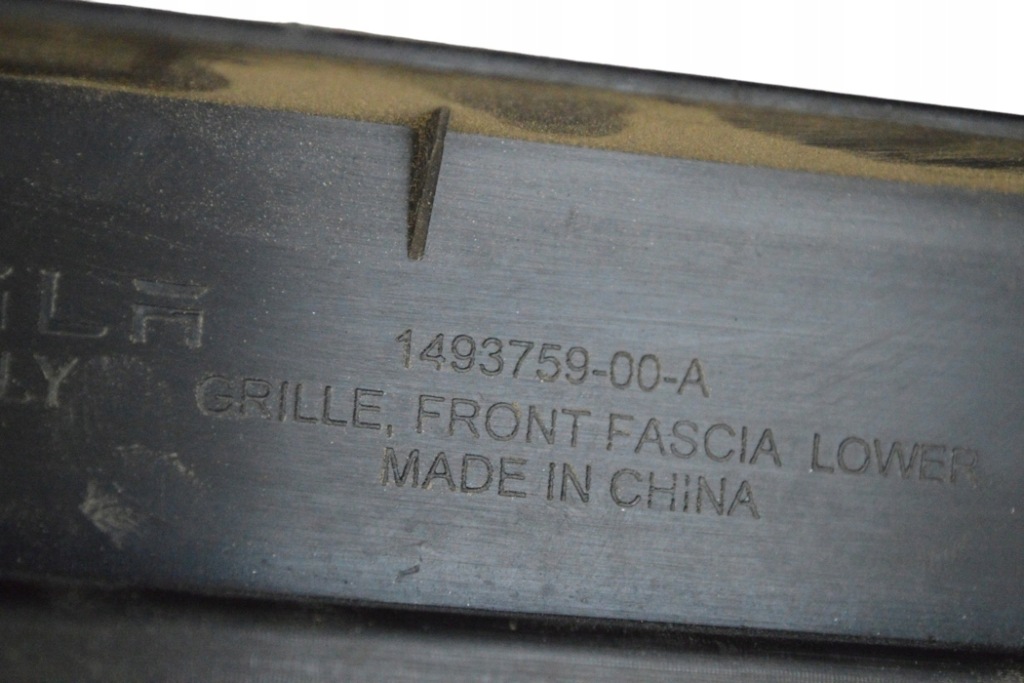 1493759-00-A
GRILLE, FRONT FASCIA LOWER
MADE IN CHINA